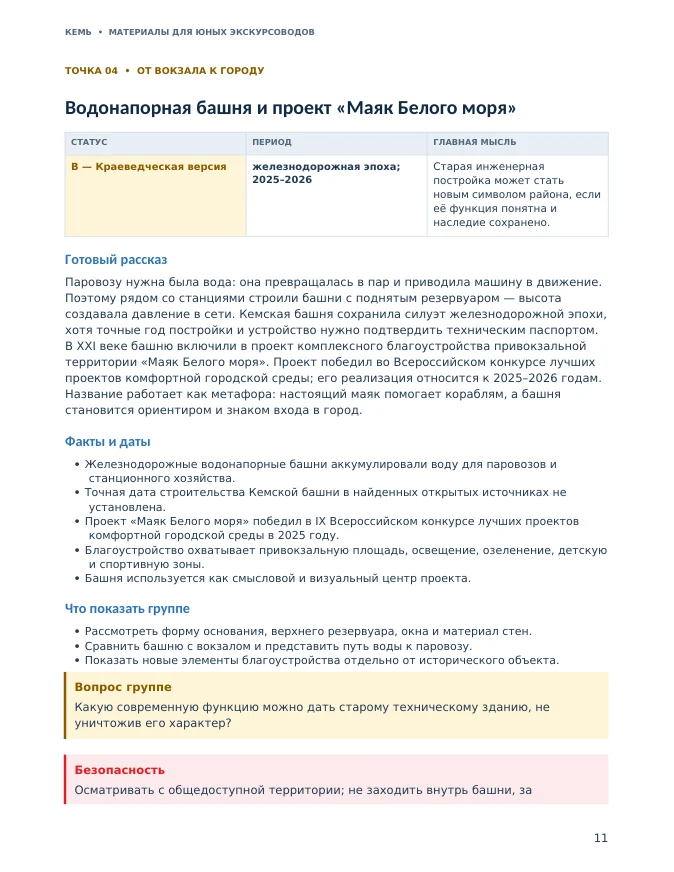 КЕМЬ • МАТЕРИАЛЫ ДЛЯ ЮНЫХ ЭКСКУРСОВОДОВ
ТОЧКА 04 • ОТ ВОКЗАЛА К ГОРОДУ
Водонапорная башня и проект «Маяк Белого моря»
СТАТУС ПЕРИОД ГЛАВНАЯ МЫСЛЬ
В — Краеведческая версия железнодорожная эпоха; Старая инженерная
2025–2026 постройка может стать
новым символом района, если
её функция понятна и
наследие сохранено.
Готовый рассказ
Паровозу нужна была вода: она превращалась в пар и приводила машину в движение.
Поэтому рядом со станциями строили башни с поднятым резервуаром — высота
создавала давление в сети. Кемская башня сохранила силуэт железнодорожной эпохи,
хотя точные год постройки и устройство нужно подтвердить техническим паспортом.
В XXI веке башню включили в проект комплексного благоустройства привокзальной
территории «Маяк Белого моря». Проект победил во Всероссийском конкурсе лучших
проектов комфортной городской среды; его реализация относится к 2025–2026 годам.
Название работает как метафора: настоящий маяк помогает кораблям, а башня
становится ориентиром и знаком входа в город.
Факты и даты
• Железнодорожные водонапорные башни аккумулировали воду для паровозов и
станционного хозяйства.
• Точная дата строительства Кемской башни в найденных открытых источниках не
установлена.
• Проект «Маяк Белого моря» победил в IX Всероссийском конкурсе лучших проектов
комфортной городской среды в 2025 году.
• Благоустройство охватывает привокзальную площадь, освещение, озеленение, детскую
и спортивную зоны.
• Башня используется как смысловой и визуальный центр проекта.
Что показать группе
• Рассмотреть форму основания, верхнего резервуара, окна и материал стен.
• Сравнить башню с вокзалом и представить путь воды к паровозу.
• Показать новые элементы благоустройства отдельно от исторического объекта.
Вопрос группе
Какую современную функцию можно дать старому техническому зданию, не
уничтожив его характер?
Безопасность
Осматривать с общедоступной территории; не заходить внутрь башни, за
11